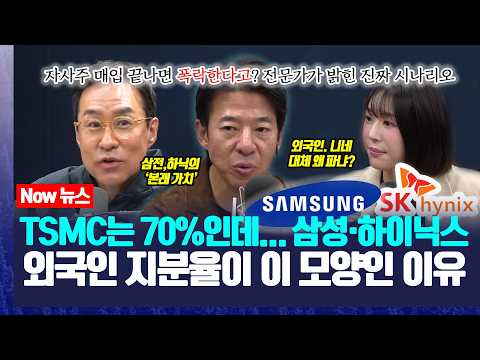 자사주 매입 끝나면 폭락한다고? 전문가가 밝힌 진짜 시나리오
삼전,하닉의
'본래 가치'
외국인. 니네
대체 왜 파냐?
Now 뉴스
SAMSUNG
SK hynix
TSMC는 70%인데... 삼성·하이닉스
외국인 지분율이 이 모양인 이유